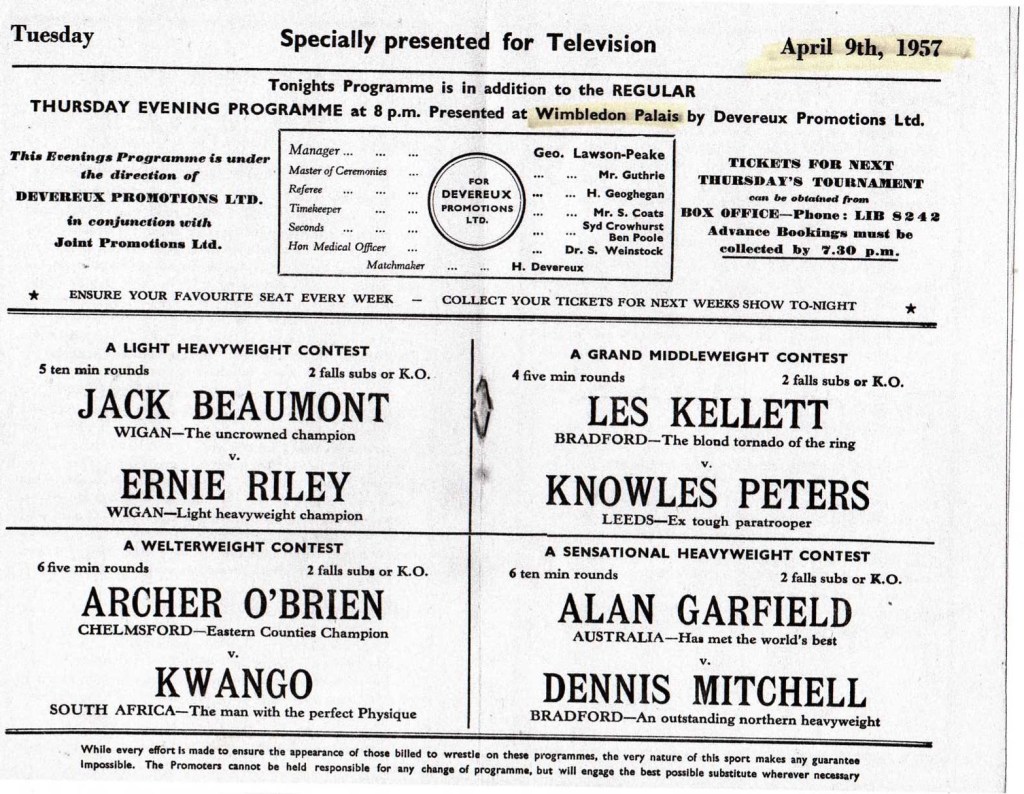 Tuesday
Specially presented for Television
April 9th, 1957
Tonights Programme is in addition to the REGULAR
THURSDAY EVENING PROGRAMME at 8 p.m. Presented at Wimbledon Palais by Devereux Promotions Ltd.
This Evenings Programme is under
the direction of
DEVEREUX PROMOTIONS LTD.
in conjunction with
Joint Promotions Ltd.
Manager ... ... ... Geo. Lawson-Peake
Master of Ceremonies ... ... ... Mr. Guthrie
Referee ... ... ... ... ... H. Geoghegan
Timekeeper ... ... ... Mr. S. Coats
Seconds ... ... ... ... ... Syd Crowhurst
Ben Poole
Hon Medical Officer ... ... Dr. S. Weinstock
Matchmaker ... ... H. Devereux
FOR
DEVEREUX
PROMOTIONS
LTD.
TICKETS FOR NEXT
THURSDAY'S TOURNAMENT
can be obtained from
BOX OFFICE—Phone: LIB 8242
Advance Bookings must be
collected by 7.30 p.m.
★ ENSURE YOUR FAVOURITE SEAT EVERY WEEK — COLLECT YOUR TICKETS FOR NEXT WEEKS SHOW TO-NIGHT ★
A LIGHT HEAVYWEIGHT CONTEST
5 ten min rounds 2 falls subs or K.O.
JACK BEAUMONT
WIGAN—The uncrowned champion
v.
ERNIE RILEY
WIGAN—Light heavyweight champion
A GRAND MIDDLEWEIGHT CONTEST
4 five min rounds 2 falls subs or K.O.
LES KELLETT
BRADFORD—The blond tornado of the ring
v.
KNOWLES PETERS
LEEDS—Ex tough paratrooper
A WELTERWEIGHT CONTEST
6 five min rounds 2 falls subs or K.O.
ARCHER O'BRIEN
CHELMSFORD—Eastern Counties Champion
v.
KWANGO
SOUTH AFRICA—The man with the perfect Physique
A SENSATIONAL HEAVYWEIGHT CONTEST
6 ten min rounds 2 falls subs or K.O.
ALAN GARFIELD
AUSTRALIA—Has met the world's best
v.
DENNIS MITCHELL
BRADFORD—An outstanding northern heavyweight
While every effort is made to ensure the appearance of those billed to wrestle on these programmes, the very nature of this sport makes any guarantee
Impossible. The Promoters cannot be held responsible for any change of programme, but will engage the best possible substitute wherever necessary